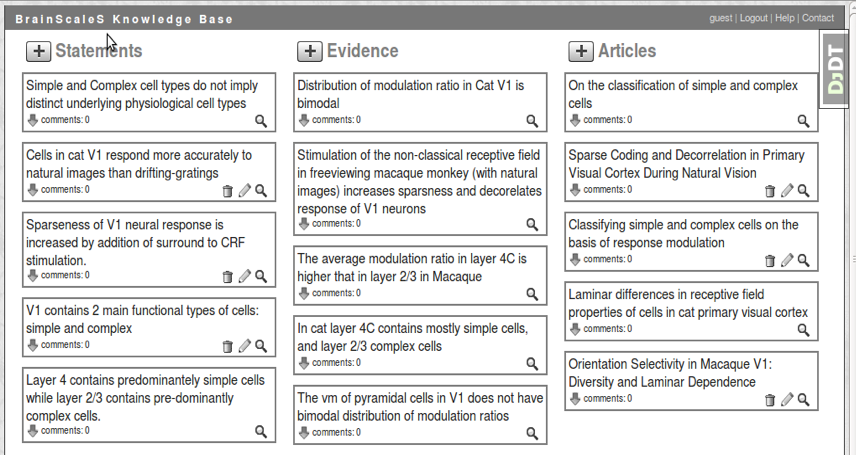 BrainScaleS Knowledge Base
guest | Logout | Help | Contact
Statements
Simple and Complex cell types do not imply
distinct underlying physiological cell types
comments: 0
Cells in cat V1 respond more accurately to
natural images than drifting-gratings
comments: 0
Sparseness of V1 neural response is
increased by addition of surround to CRF
stimulation.
comments: 0
V1 contains 2 main functional types of cells:
simple and complex
comments: 0
Layer 4 contains predominantely simple cells
while layer 2/3 contains pre-dominantly
complex cells.
comments: 0
Evidence
Distribution of modulation ratio in Cat V1 is
bimodal
comments: 0
Stimulation of the non-classical receptive field
in freeviewing macaque monkey (with natural
images) increases sparsness and decorelates
response of V1 neurons
comments: 0
The average modulation ratio in layer 4C is
higher that in layer 2/3 in Macaque
comments: 0
In cat layer 4C contains mostly simple cells,
and layer 2/3 complex cells
comments: 0
The vm of pyramidal cells in V1 does not have
bimodal distribution of modulation ratios
comments: 0
Articles
On the classification of simple and complex
cells
comments: 0
Sparse Coding and Decorrelation in Primary
Visual Cortex During Natural Vision
comments: 0
Classifying simple and complex cells on the
basis of response modulation
comments: 0
Laminar differences in receptive field
properties of cells in cat primary visual cortex
comments: 0
Orientation Selectivity in Macaque V1:
Diversity and Laminar Dependence
comments: 0
DJDT